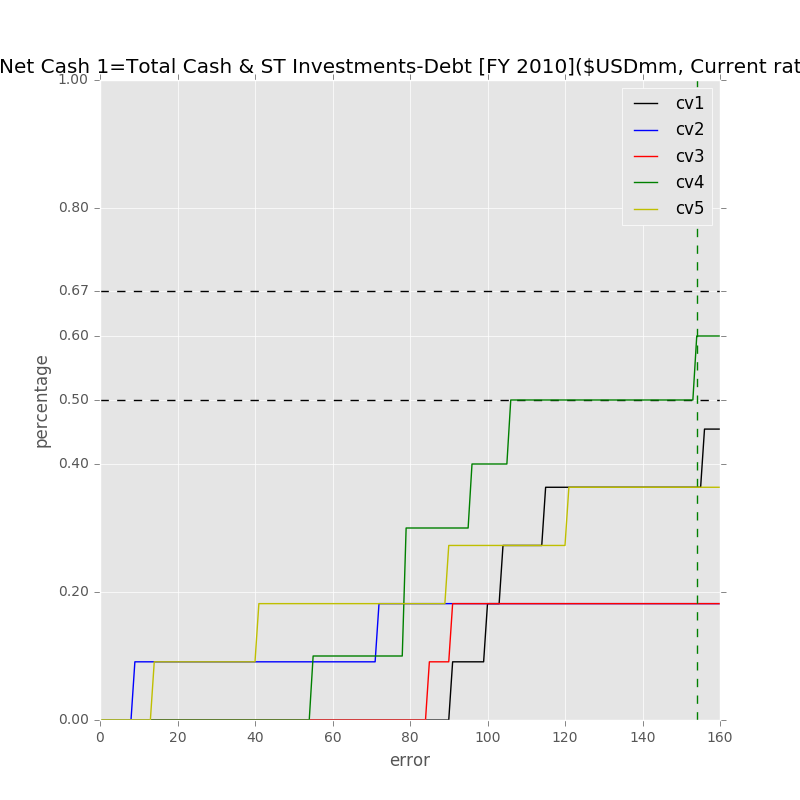 Net Cash 1=Total Cash & ST Investments-Debt [FY 2010]($USDmm, Current rat
1.00
0.80
0.67
0.60
0.50
0.40
0.20
0.00
percentage
cv1
cv2
cv3
cv4
cv5
0 20 40 60 80 100 120 140 160
error